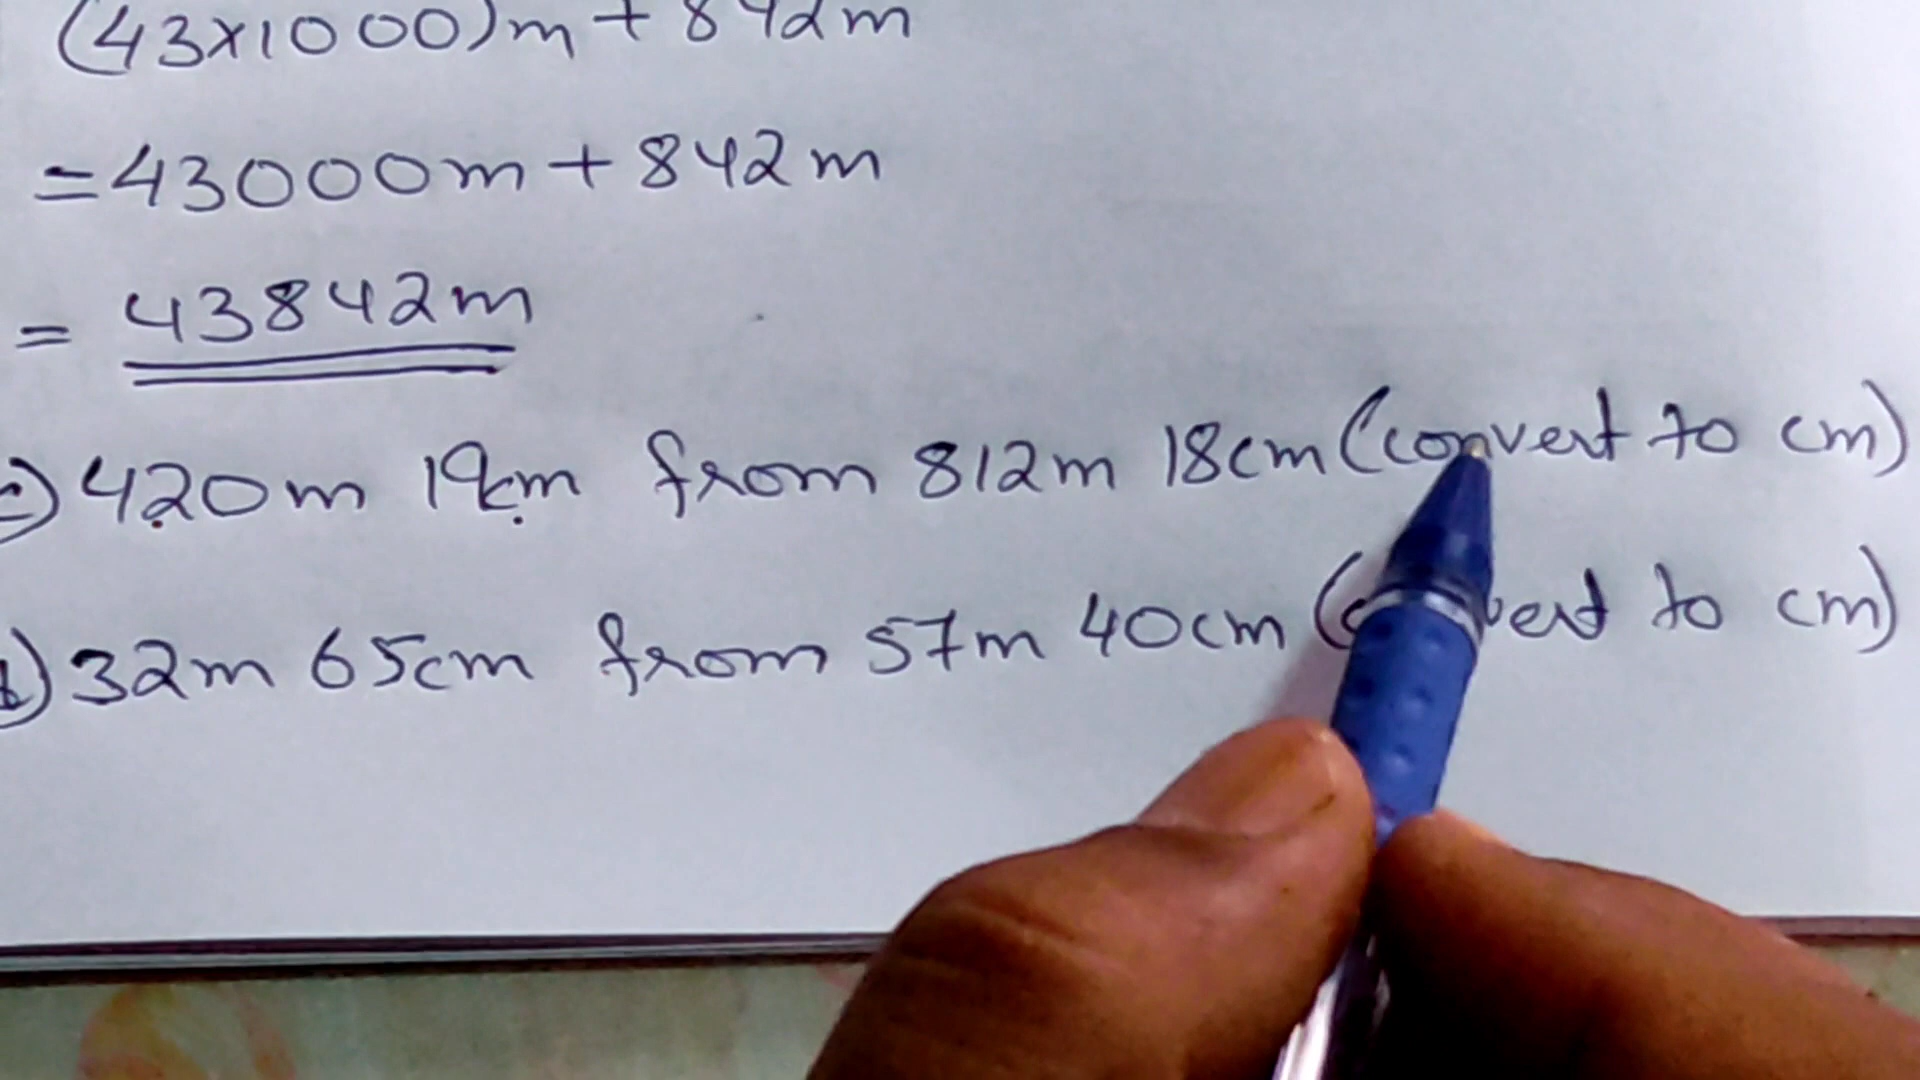 (43x1000)m + 842m
= 43000m + 842m
= 43842m
c) 420m 19cm from 812m 18cm (convert to cm)
32m 65cm from 57m 40cm ( to cm)